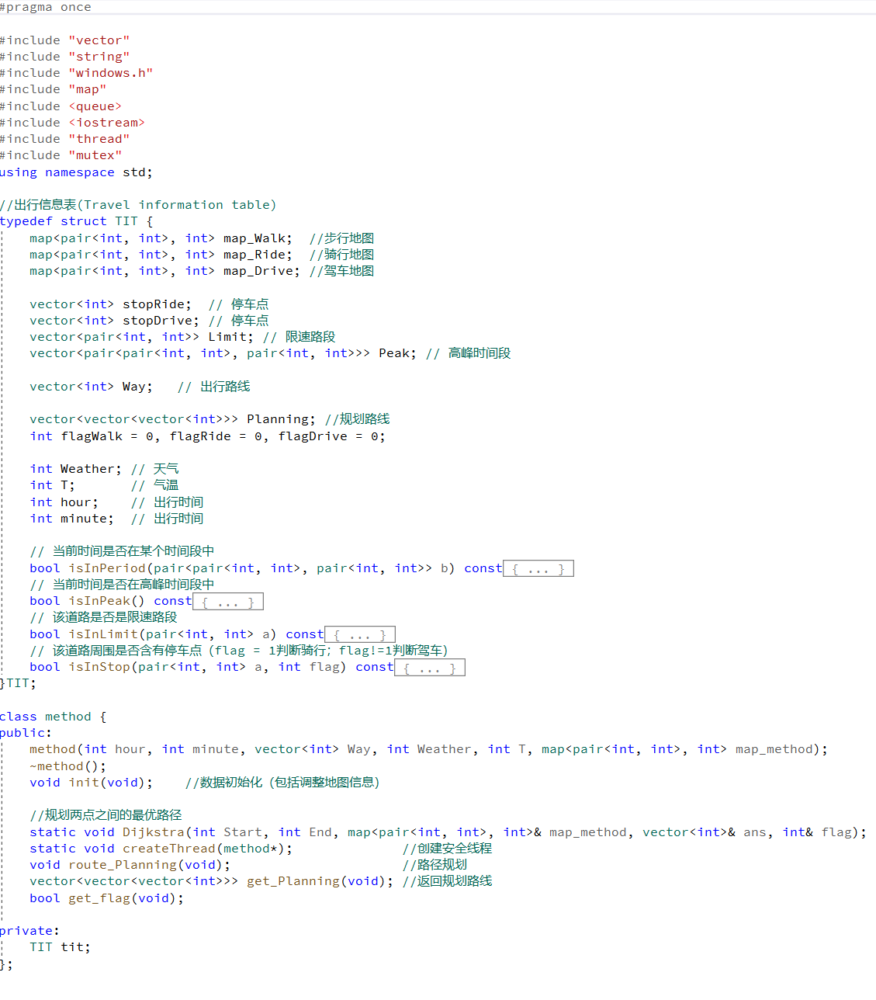 #pragma once
#include "vector"
#include "string"
#include "windows.h"
#include "map"
#include <queue>
#include <iostream>
#include "thread"
#include "mutex"
using namespace std;
//出行信息表(Travel information table)
typedef struct TIT {
map<pair<int, int>, int> map_Walk;  //步行地图
map<pair<int, int>, int> map_Ride;  //骑行地图
map<pair<int, int>, int> map_Drive; //驾车地图
vector<int> stopRide;  // 停车点
vector<int> stopDrive; // 停车点
vector<pair<int, int>> Limit; // 限速路段
vector<pair<pair<int, int>, pair<int, int>>> Peak; // 高峰时间段
vector<int> Way;   // 出行路线
vector<vector<vector<int>>> Planning; //规划路线
int flagWalk = 0, flagRide = 0, flagDrive = 0;
int Weather; // 天气
int T;       // 气温
int hour;    // 出行时间
int minute;  // 出行时间
// 当前时间是否在某个时间段中
bool isInPeriod(pair<pair<int, int>, pair<int, int>> b) const{ ... }
// 当前时间是否在高峰时间段中
bool isInPeak() const{ ... }
// 该道路是否是限速路段
bool isInLimit(pair<int, int> a) const{ ... }
// 该道路周围是否含有停车点（flag = 1判断骑行；flag!=1判断驾车）
bool isInStop(pair<int, int> a, int flag) const{ ... }
}TIT;
class method {
public:
method(int hour, int minute, vector<int> Way, int Weather, int T, map<pair<int, int>, int> map_method);
~method();
void init(void);    //数据初始化（包括调整地图信息）
//规划两点之间的最优路径
static void Dijkstra(int Start, int End, map<pair<int, int>, int>& map_method, vector<int>& ans, int& flag);
static void createThread(method*);              //创建安全线程
void route_Planning(void);                      //路径规划
vector<vector<vector<int>>> get_Planning(void); //返回规划路线
bool get_flag(void);
private:
TIT tit;
};